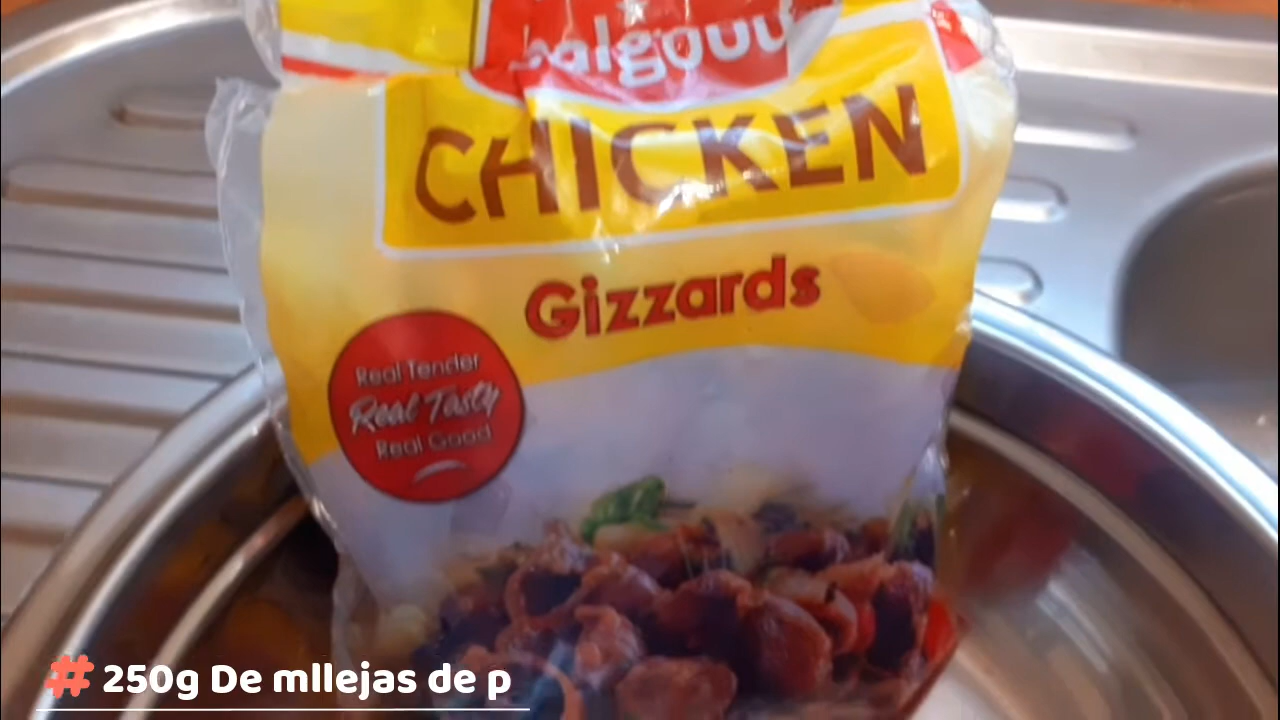 CHICKEN
Gizzards
Real Tender
Real Tasty
Real Good
# 250g De mllejas de p